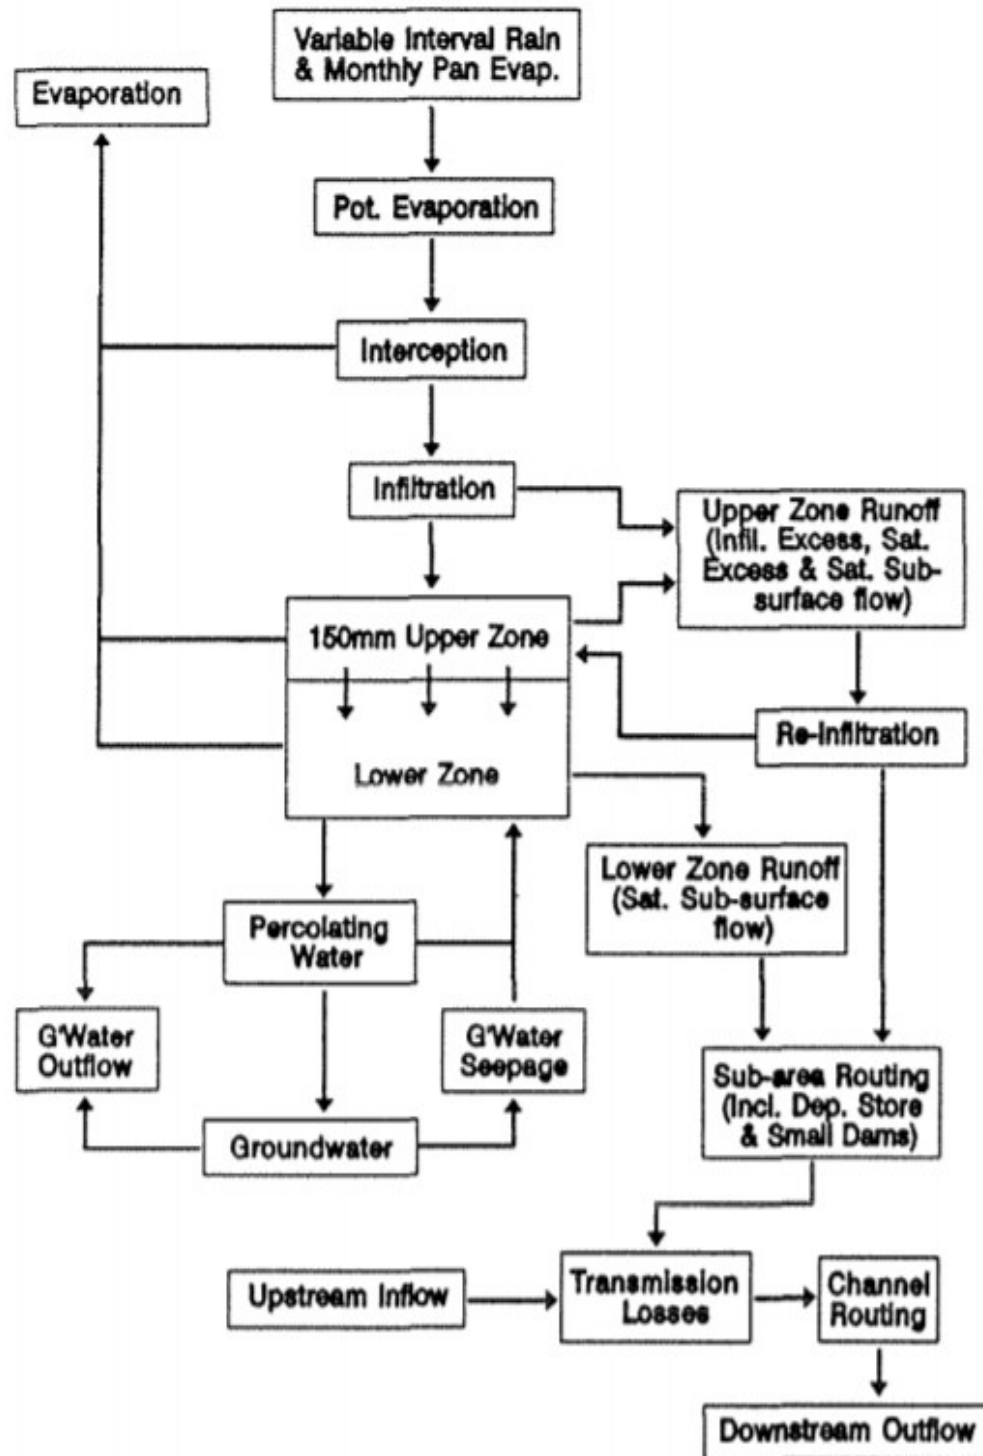 Variable Interval Rain
& Monthly Pan Evap.
Evaporation
Pot. Evaporation
Interception
Infiltration
Upper Zone Runoff
(Infil. Excess, Sat.
Excess & Sat. Sub-
surface flow)
150mm Upper Zone
Re-Infiltration
Lower Zone
Lower Zone Runoff
(Sat. Sub-surface
flow)
Percolating
Water
G'Water
Outflow
G'Water
Seepage
Sub-area Routing
(Incl. Dep. Store
& Small Dams)
Groundwater
Upstream Inflow
Transmission
Losses
Channel
Routing
Downstream Outflow